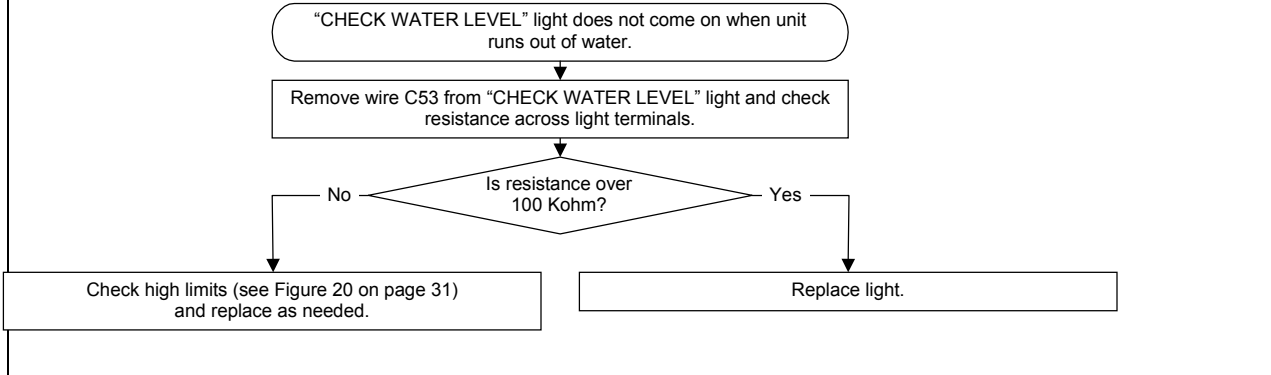 “CHECK WATER LEVEL” light does not come on when unit
runs out of water.
Remove wire C53 from “CHECK WATER LEVEL” light and check
resistance across light terminals.
Is resistance over
100 Kohm?
No
Yes
Check high limits (see Figure 20 on page 31)
and replace as needed.
Replace light.